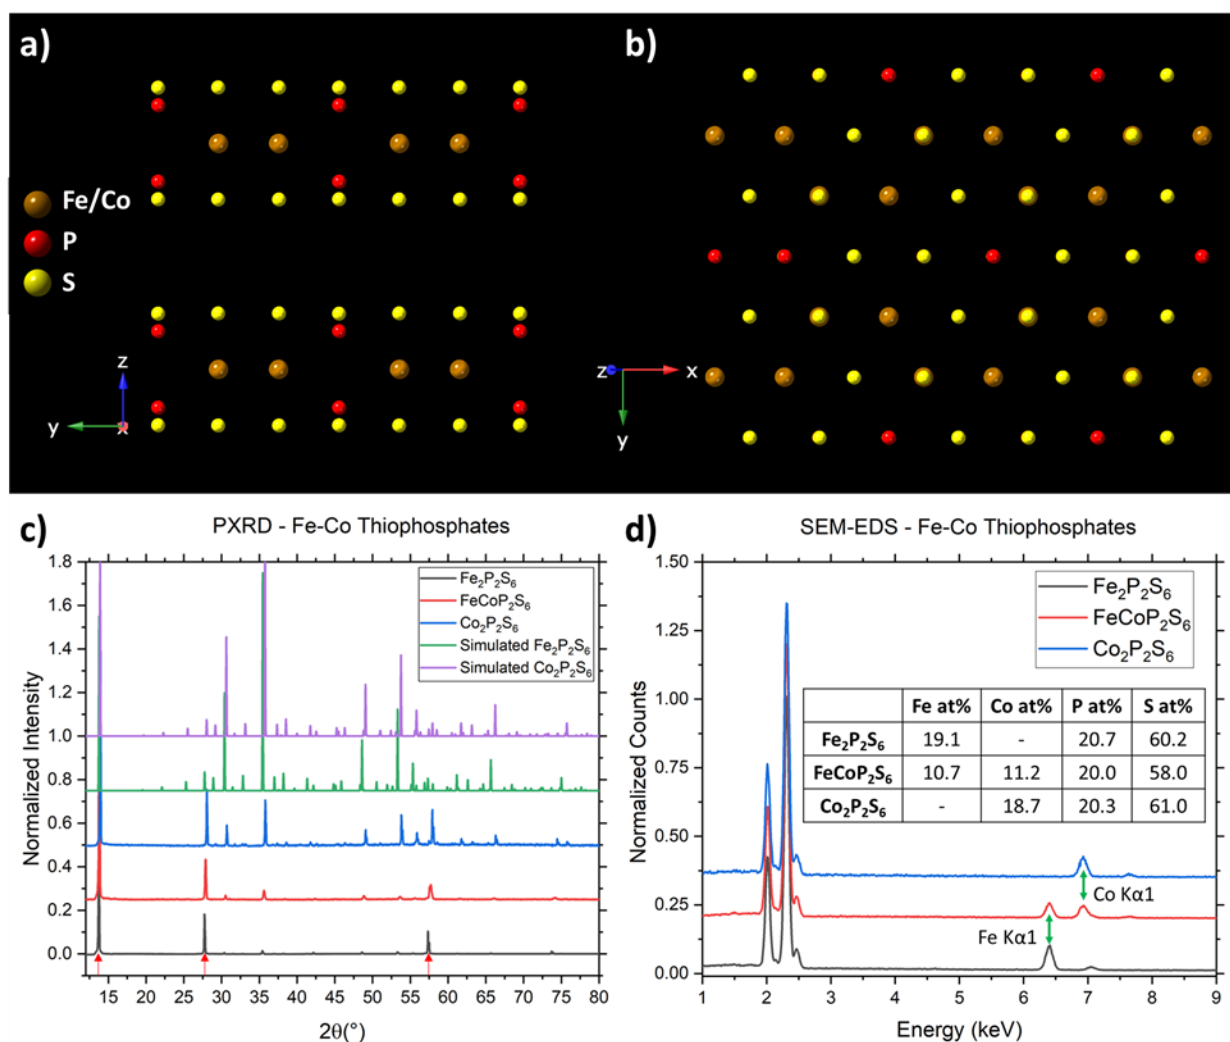 a)
b)
Fe/Co
P
S
z
y
x
z
x
y
c)
PXRD - Fe-Co Thiophosphates
Normalized Intensity
1.8
1.6
1.4
1.2
1.0
0.8
0.6
0.4
0.2
0.0
Fe₂P₂S₆
FeCoP₂S₆
Co₂P₂S₆
Simulated Fe₂P₂S₆
Simulated Co₂P₂S₆
15 20 25 30 35 40 45 50 55 60 65 70 75 80
2θ(°)
d)
SEM-EDS - Fe-Co Thiophosphates
Normalized Counts
1.50
1.25
1.00
0.75
0.50
0.25
0.00
Fe₂P₂S₆
FeCoP₂S₆
Co₂P₂S₆
Fe at% Co at% P at% S at%
Fe₂P₂S₆ 19.1 - 20.7 60.2
FeCoP₂S₆ 10.7 11.2 20.0 58.0
Co₂P₂S₆ - 18.7 20.3 61.0
Co Kα1
Fe Kα1
1 2 3 4 5 6 7 8 9
Energy (keV)